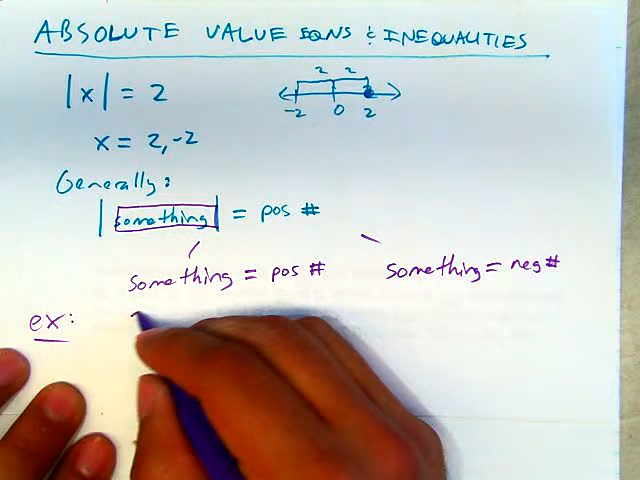 ABSOLUTE VALUE EQNS & INEQUALITIES
|x| = 2
2 2
-2 0 2
x = 2, -2
Generally:
|something| = pos #
something = pos #
something = neg #
ex: